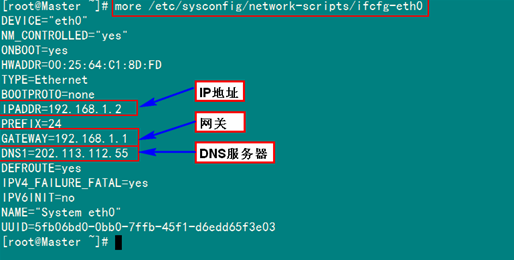 [root@Master ~]# more /etc/sysconfig/network-scripts/ifcfg-eth0
DEVICE="eth0"
NM_CONTROLLED="yes"
ONBOOT=yes
HWADDR=00:25:64:C1:8D:FD
TYPE=Ethernet
BOOTPROTO=none
IP地址
IPADDR=192.168.1.2
PREFIX=24
网关
GATEWAY=192.168.1.1
DNS1=202.113.112.55
DNS服务器
DEFROUTE=yes
IPV4_FAILURE_FATAL=yes
IPV6INIT=no
NAME="System eth0"
UUID=5fb06bd0-0bb0-7ffb-45f1-d6edd65f3e03
[root@Master ~]#